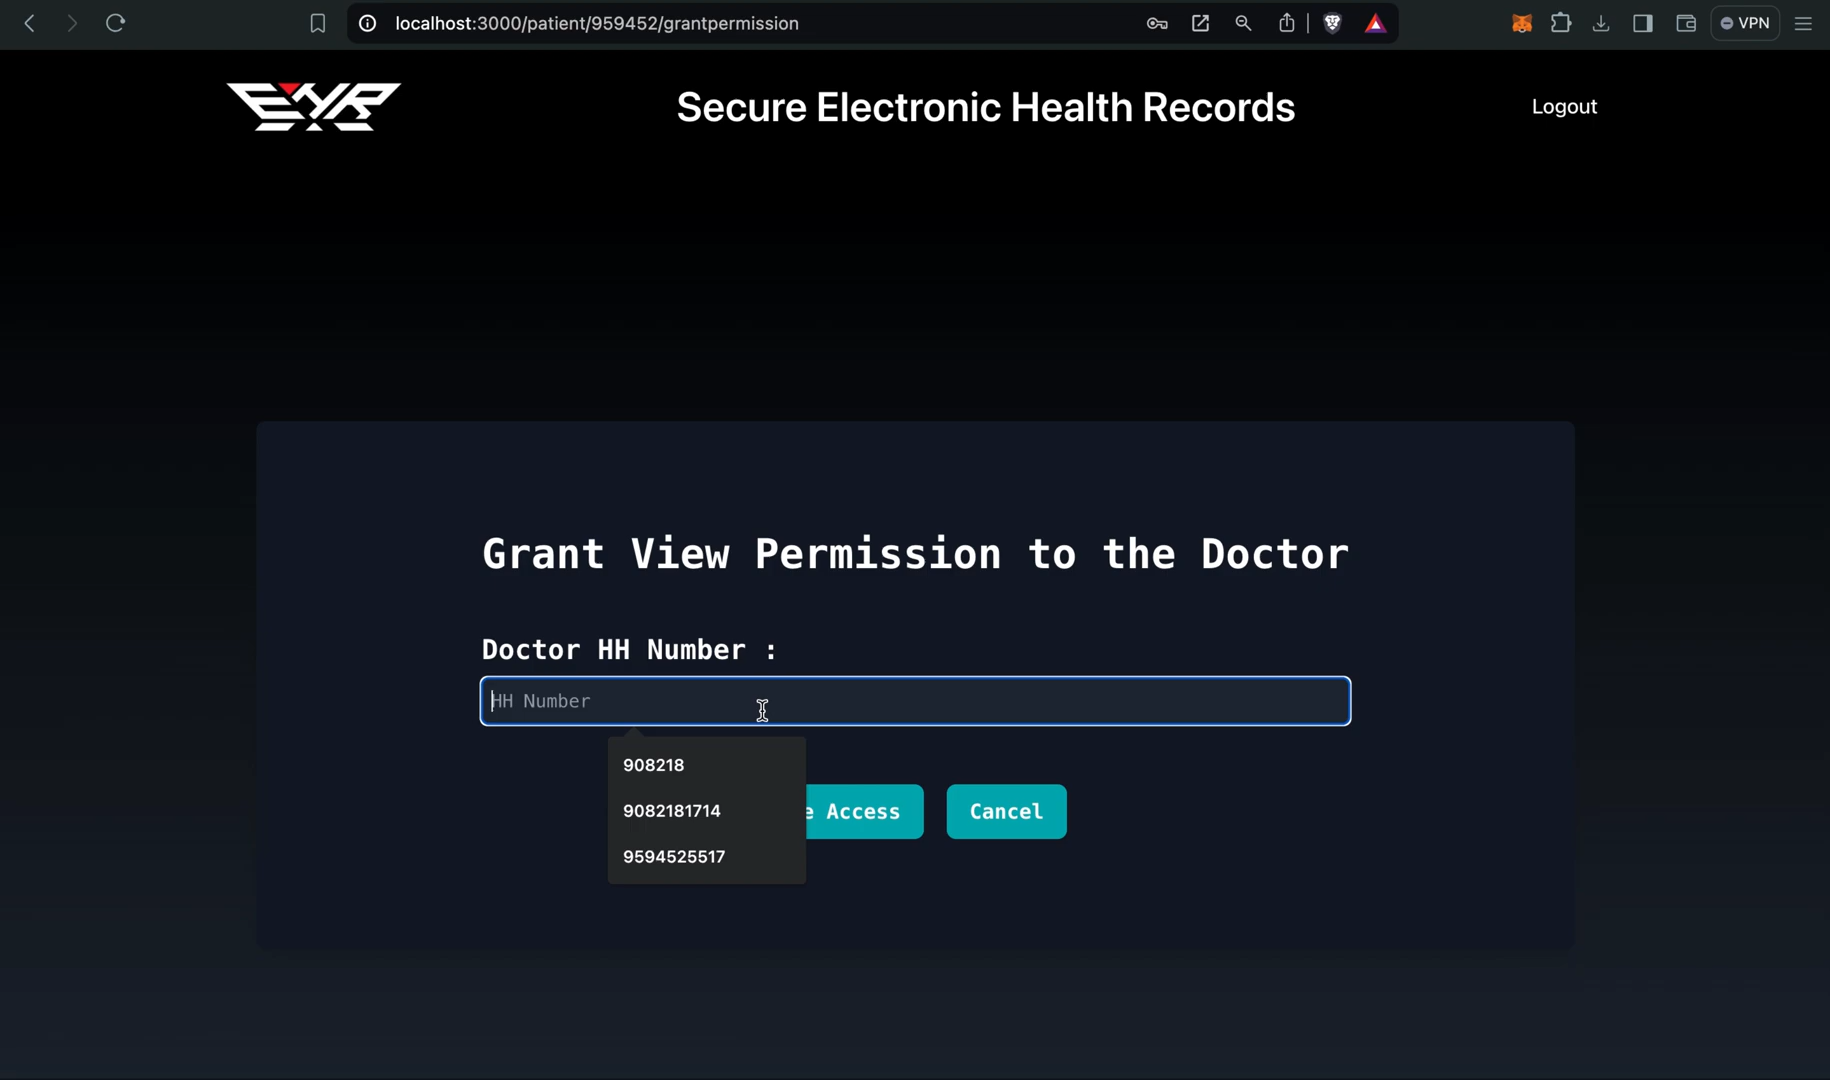 localhost:3000/patient/959452/grantpermission
VPN
EYR
Secure Electronic Health Records
Logout
Grant View Permission to the Doctor
Doctor HH Number :
HH Number
908218
9082181714
9594525517
e Access
Cancel